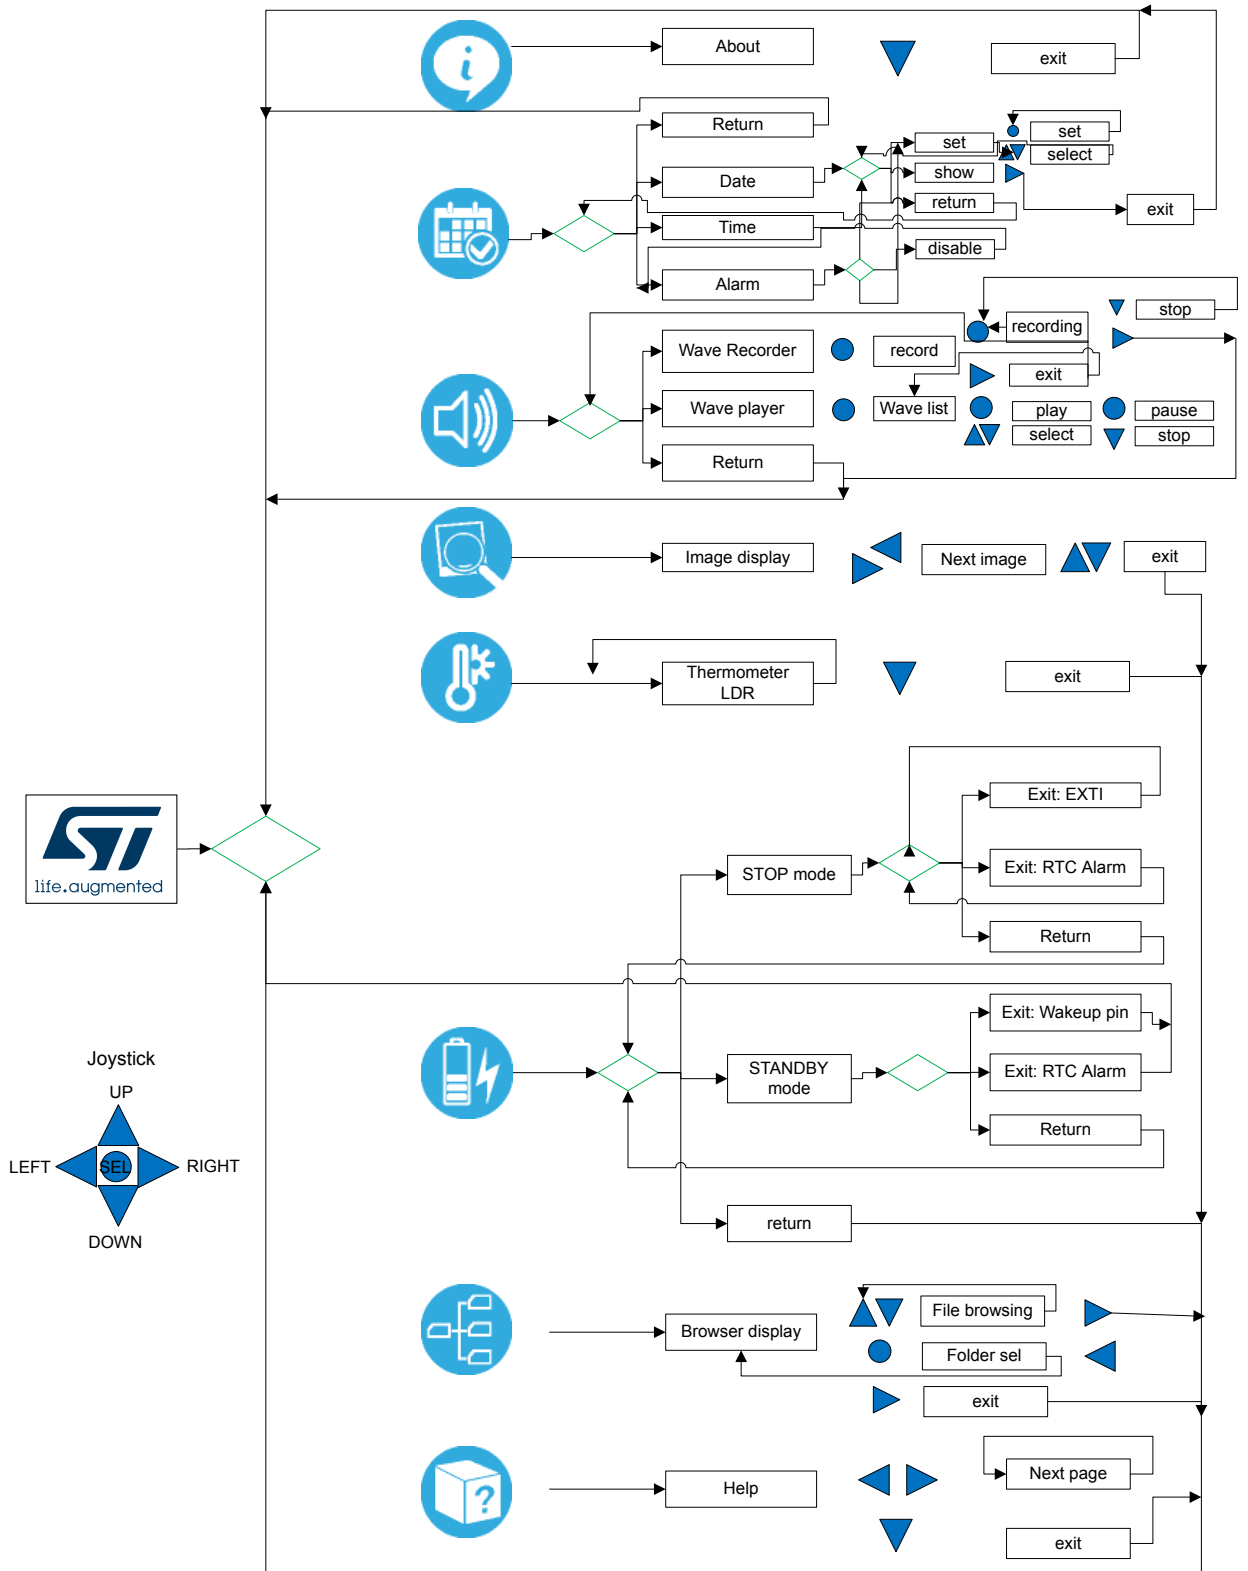 About
exit
Return
set
set
select
Date
show
return
exit
Time
disable
Alarm
stop
recording
Wave Recorder
record
exit
Wave player
Wave list
play
pause
select
stop
Return
Image display
Next image
exit
Thermometer
LDR
exit
Exit: EXTI
STOP mode
Exit: RTC Alarm
Return
life.augmented
Exit: Wakeup pin
STANDBY
mode
Exit: RTC Alarm
Return
return
Joystick
UP
LEFT
SEL
RIGHT
DOWN
Browser display
File browsing
Folder sel
exit
Help
Next page
exit